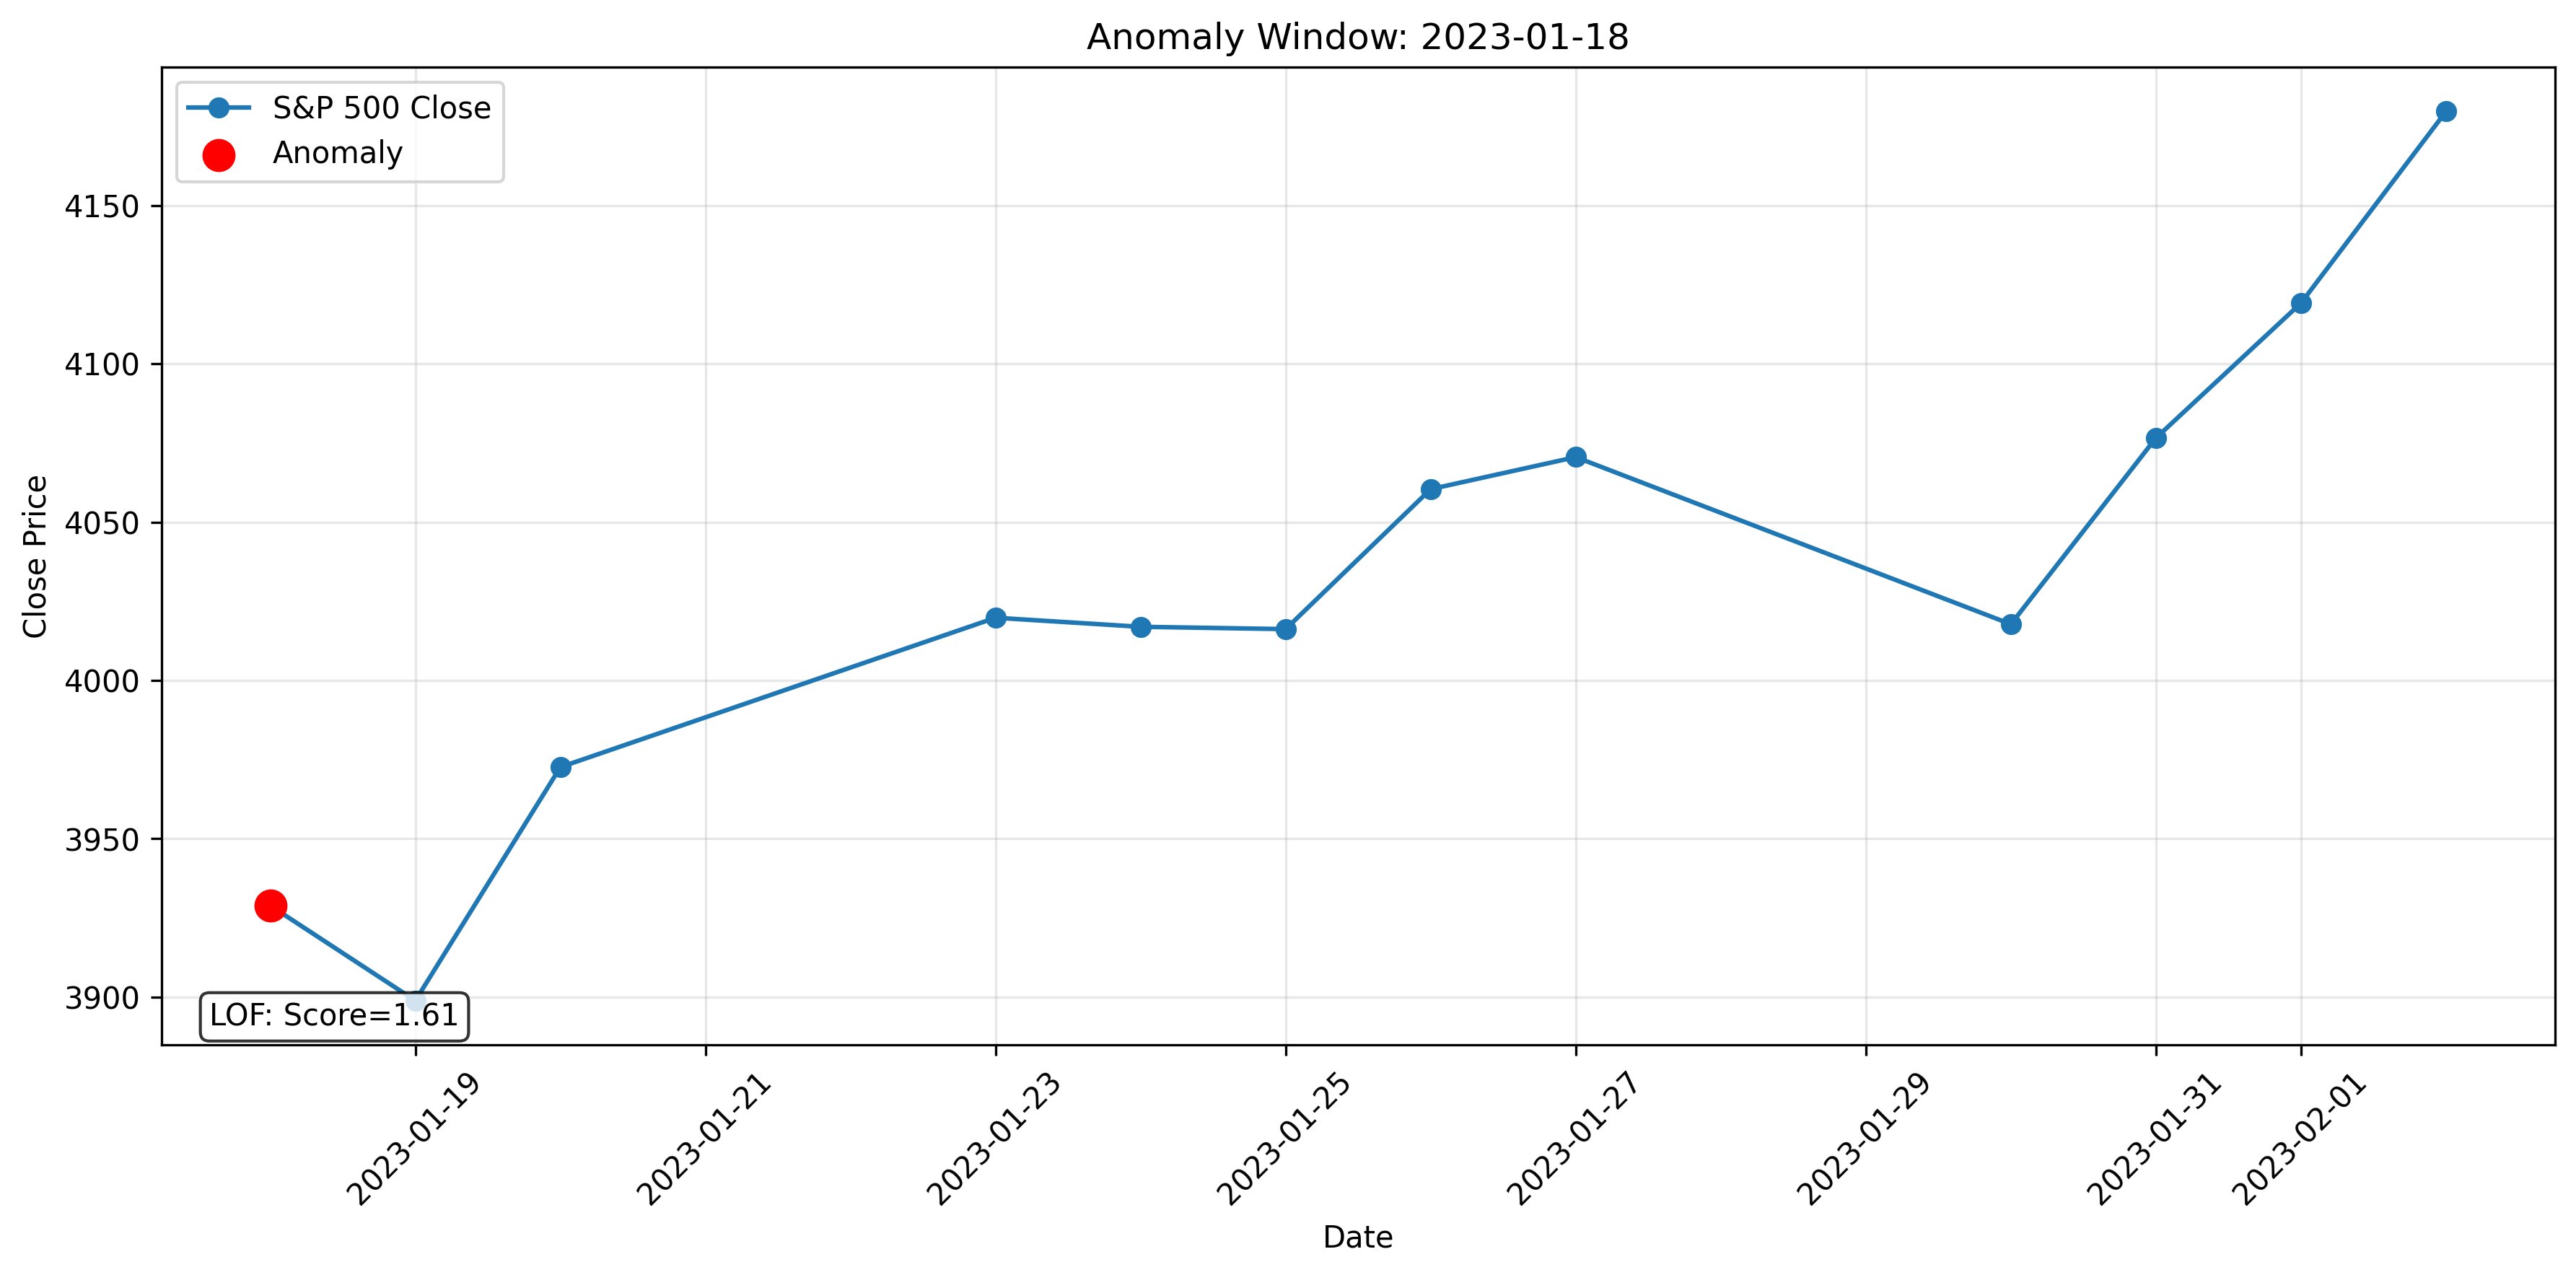 Anomaly Window: 2023-01-18
S&P 500 Close
Anomaly
4150
4100
4050
4000
3950
3900
Close Price
LOF: Score=1.61
2023-01-19
2023-01-21
2023-01-23
2023-01-25
2023-01-27
2023-01-29
2023-01-31
2023-02-01
Date